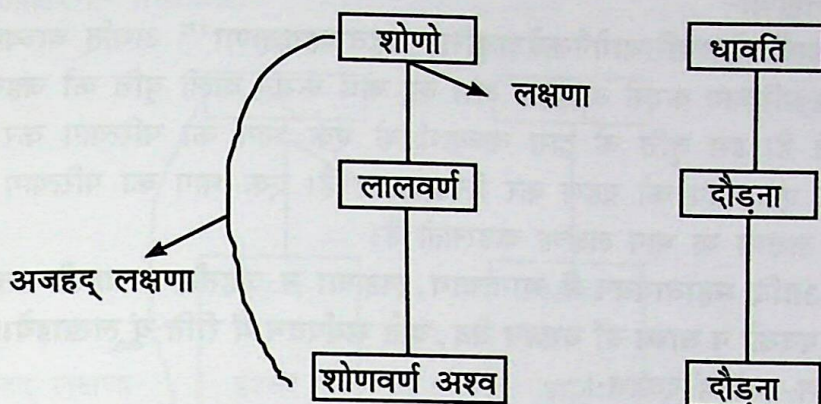 शोणो
धावति
लक्षणा
लालवर्ण
दौड़ना
अजहद् लक्षणा
शोणवर्ण अश्व
दौड़ना